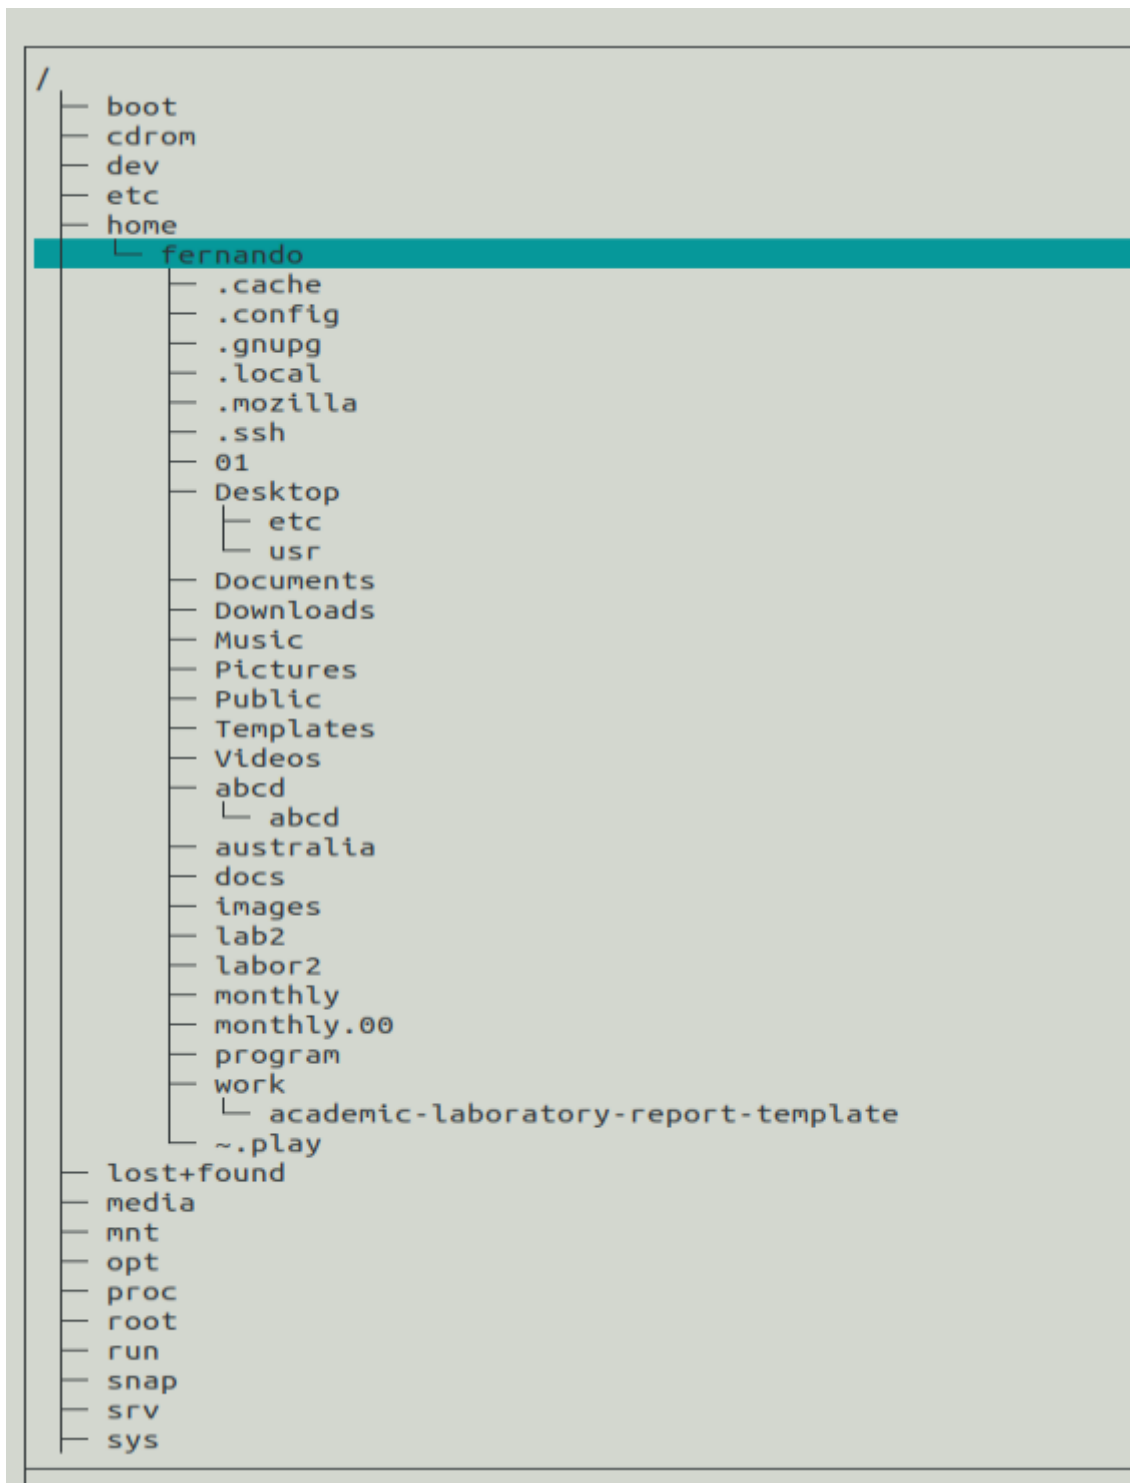 /
boot
cdrom
dev
etc
home
fernando
.cache
.config
.gnupg
.local
.mozilla
.ssh
01
Desktop
etc
usr
Documents
Downloads
Music
Pictures
Public
Templates
Videos
abcd
abcd
australia
docs
images
lab2
labor2
monthly
monthly.00
program
work
academic-laboratory-report-template
~.play
lost+found
media
mnt
opt
proc
root
run
snap
srv
sys